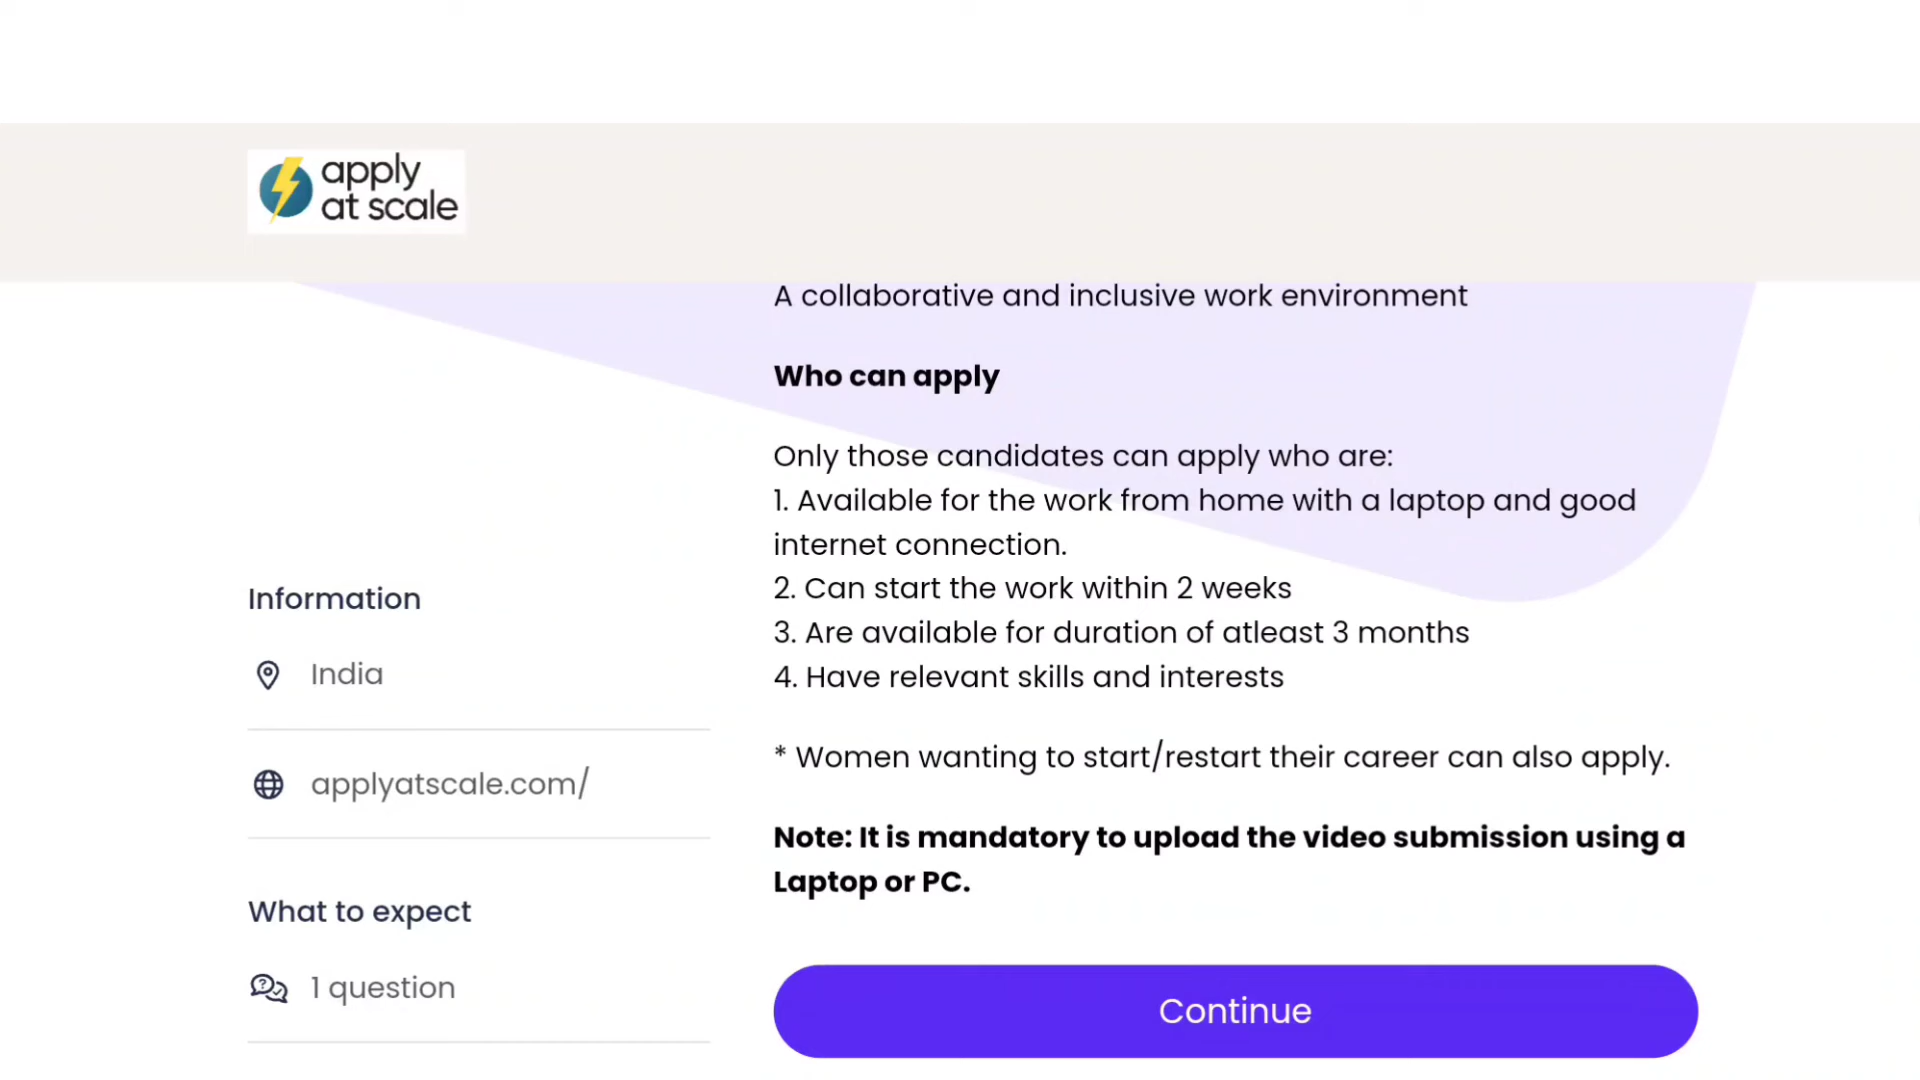 apply
at scale
A collaborative and inclusive work environment
Who can apply
Only those candidates can apply who are:
1. Available for the work from home with a laptop and good
internet connection.
2. Can start the work within 2 weeks
3. Are available for duration of atleast 3 months
4. Have relevant skills and interests
* Women wanting to start/restart their career can also apply.
Note: It is mandatory to upload the video submission using a
Laptop or PC.
Continue
Information
India
applyatscale.com/
What to expect
1 question